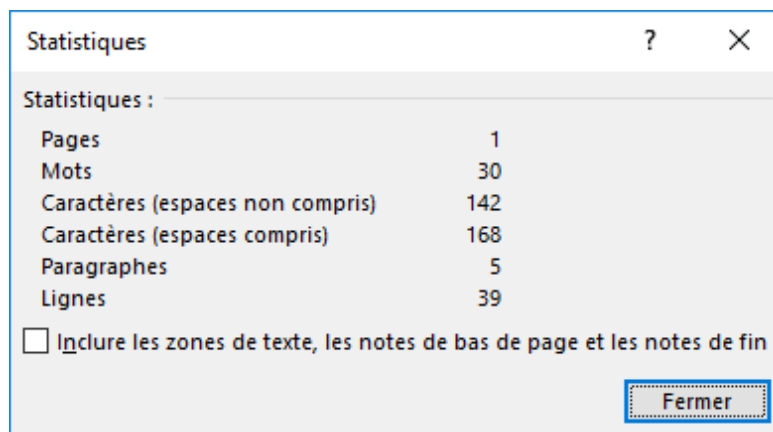 Statistiques ?
Statistiques :
Pages 1
Mots 30
Caractères (espaces non compris) 142
Caractères (espaces compris) 168
Paragraphes 5
Lignes 39
Inclure les zones de texte, les notes de bas de page et les notes de fin
Fermer